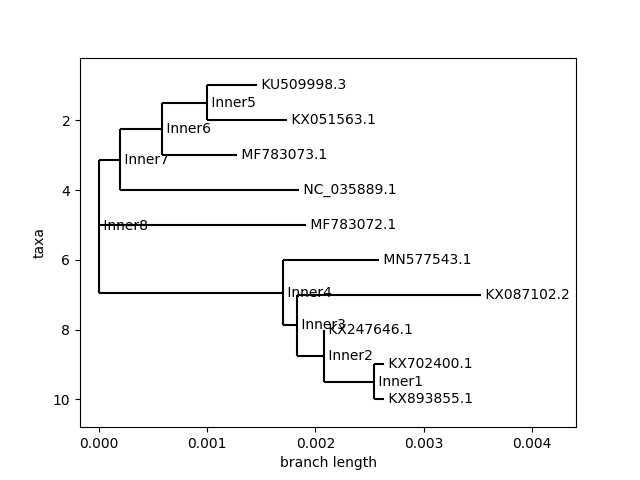 KU509998.3
Inner5
KX051563.1
2
Inner6
MF783073.1
Inner7
4
NC_035889.1
Inner8
MF783072.1
taxa
6
MN577543.1
Inner4
KX087102.2
8
Inner3
KX247646.1
Inner2
KX702400.1
Inner1
10
KX893855.1
0.000
0.001
0.002
0.003
0.004
branch length